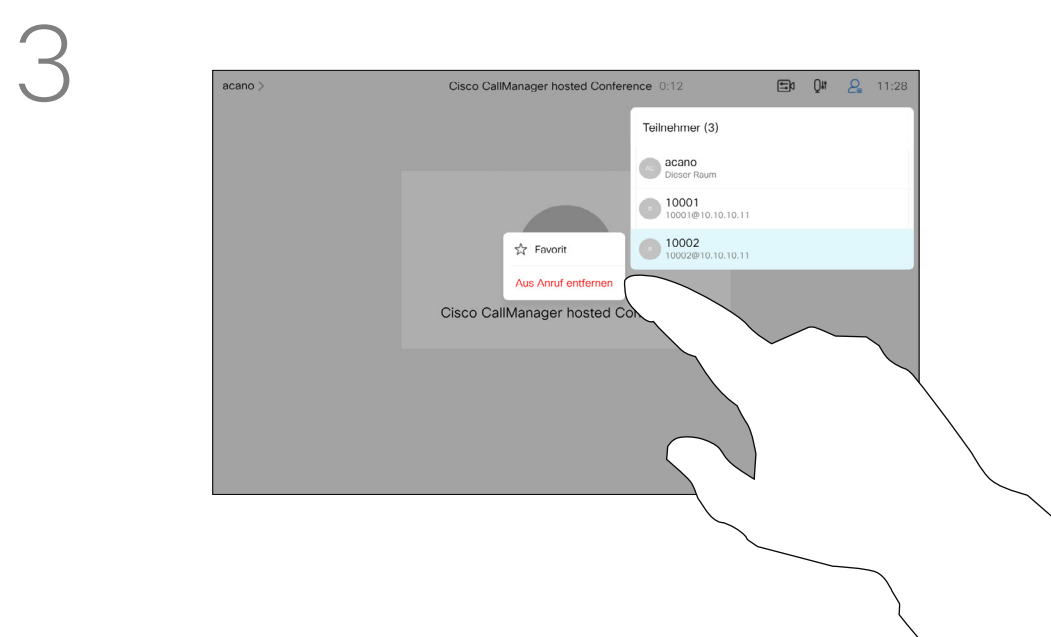 3
acano >
Cisco CallManager hosted Conference 0:12
11:28
Teilnehmer (3)
AC
acano
Dieser Raum
10001
10001@10.10.10.11
10002
10002@10.10.10.11
Favorit
Aus Anruf entfernen
Cisco CallManager hosted